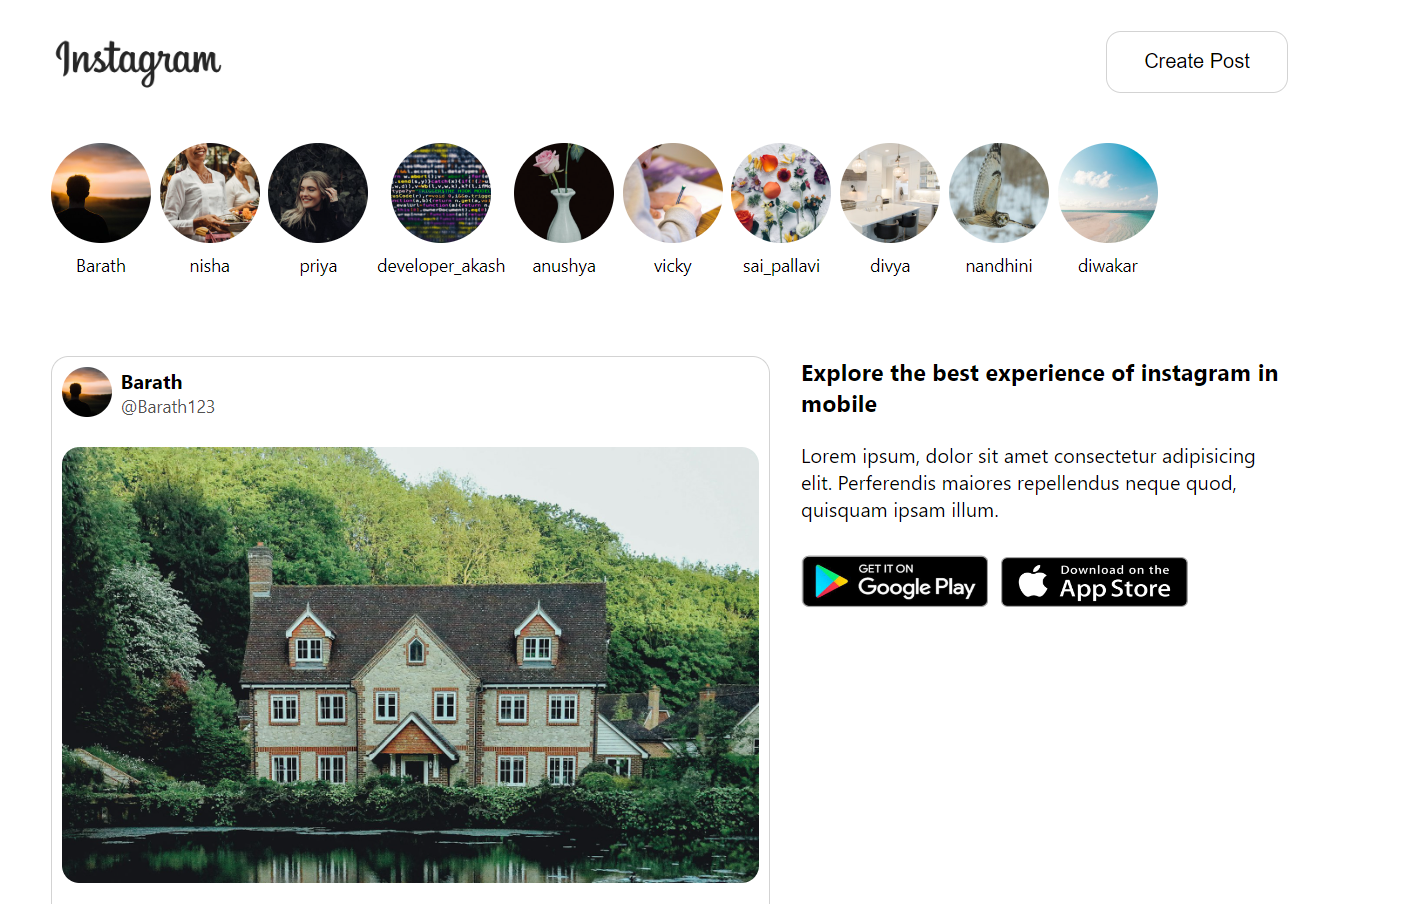 Instagram
Create Post
Barath nisha priya developer_akash anushya vicky sai_pallavi divya nandhini diwakar
Barath
@Barath123
Explore the best experience of instagram in
mobile
Lorem ipsum, dolor sit amet consectetur adipisicing
elit. Perferendis maiores repellendus neque quod,
quisquam ipsam illum.
GET IT ON
Google Play
Download on the
App Store